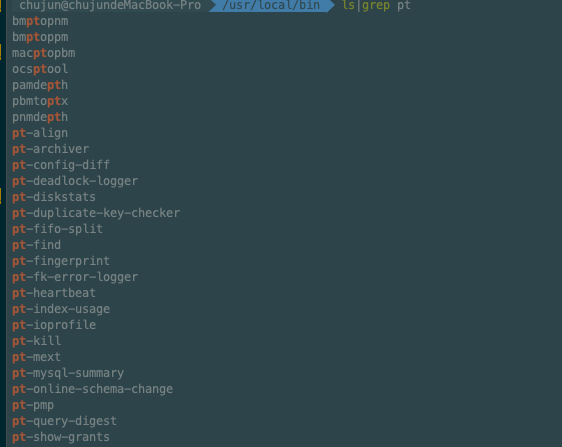 chujun@chujundeMacBook-Pro /usr/local/bin ls|grep pt
bmptopnm
bmptoppm
macptopbm
ocsptool
pamdepth
pbmtoptx
pnmdepth
pt-align
pt-archiver
pt-config-diff
pt-deadlock-logger
pt-diskstats
pt-duplicate-key-checker
pt-fifo-split
pt-find
pt-fingerprint
pt-fk-error-logger
pt-heartbeat
pt-index-usage
pt-ioprofile
pt-kill
pt-mext
pt-mysql-summary
pt-online-schema-change
pt-pmp
pt-query-digest
pt-show-grants